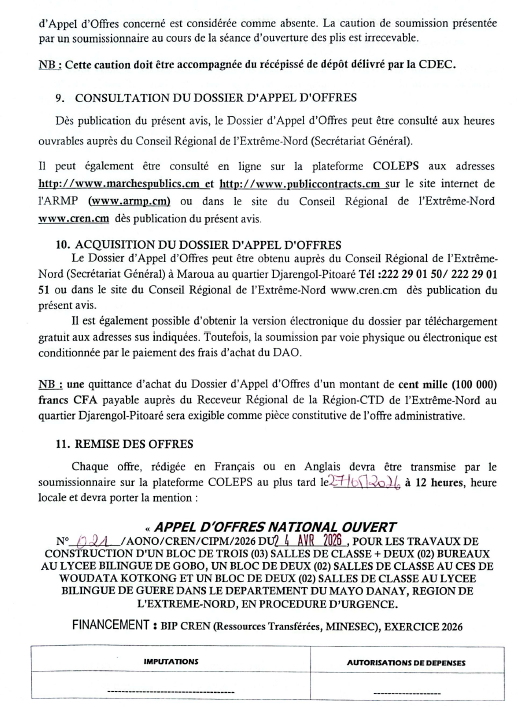 d'Appel d'Offres concerné est considérée comme absente. La caution de soumission présentée
par un soumissionnaire au cours de la séance d'ouverture des plis est irrecevable.
NB : Cette caution doit être accompagnée du récépissé de dépôt délivré par la CDEC.
9. CONSULTATION DU DOSSIER D'APPEL D'OFFRES
Dès publication du présent avis, le Dossier d'Appel d'Offres peut être consulté aux heures
ouvrables auprès du Conseil Régional de l'Extrême-Nord (Secrétariat Général).
Il peut également être consulté en ligne sur la plateforme COLEPS aux adresses
http://www.marchespublics.cm et http://www.publiccontracts.cm sur le site internet de
l'ARMP (www.armp.cm) ou dans le site du Conseil Régional de l'Extrême-Nord
www.cren.cm dès publication du présent avis.
10. ACQUISITION DU DOSSIER D'APPEL D'OFFRES
Le Dossier d'Appel d'Offres peut être obtenu auprès du Conseil Régional de l'Extrême-
Nord (Secrétariat Général) à Maroua au quartier Djarengol-Pitoaré Tél :222 29 01 50/ 222 29 01
51 ou dans le site du Conseil Régional de l'Extrême-Nord www.cren.cm dès publication du
présent avis.
Il est également possible d'obtenir la version électronique du dossier par téléchargement
gratuit aux adresses sus indiquées. Toutefois, la soumission par voie physique ou électronique est
conditionnée par le paiement des frais d'achat du DAO.
NB : une quittance d'achat du Dossier d'Appel d'Offres d'un montant de cent mille (100 000)
francs CFA payable auprès du Receveur Régional de la Région-CTD de l'Extrême-Nord au
quartier Djarengol-Pitoaré sera exigible comme pièce constitutive de l'offre administrative.
11. REMISE DES OFFRES
Chaque offre, rédigée en Français ou en Anglais devra être transmise par le
soumissionnaire sur la plateforme COLEPS au plus tard le à 12 heures, heure
locale et devra porter la mention :
« APPEL D'OFFRES NATIONAL OUVERT
N° 021 /AONO/CREN/CIPM/2026 DU 2 4 AVR 2026 , POUR LES TRAVAUX DE
CONSTRUCTION D'UN BLOC DE TROIS (03) SALLES DE CLASSE + DEUX (02) BUREAUX
AU LYCEE BILINGUE DE GOBO, UN BLOC DE DEUX (02) SALLES DE CLASSE AU CES DE
WOUDATA KOTKONG ET UN BLOC DE DEUX (02) SALLES DE CLASSE AU LYCEE
BILINGUE DE GUERE DANS LE DEPARTEMENT DU MAYO DANAY, REGION DE
L'EXTREME-NORD, EN PROCEDURE D'URGENCE.
FINANCEMENT : BIP CREN (Ressources Transférées, MINESEC), EXERCICE 2026
IMPUTATIONS AUTORISATIONS DE DEPENSES